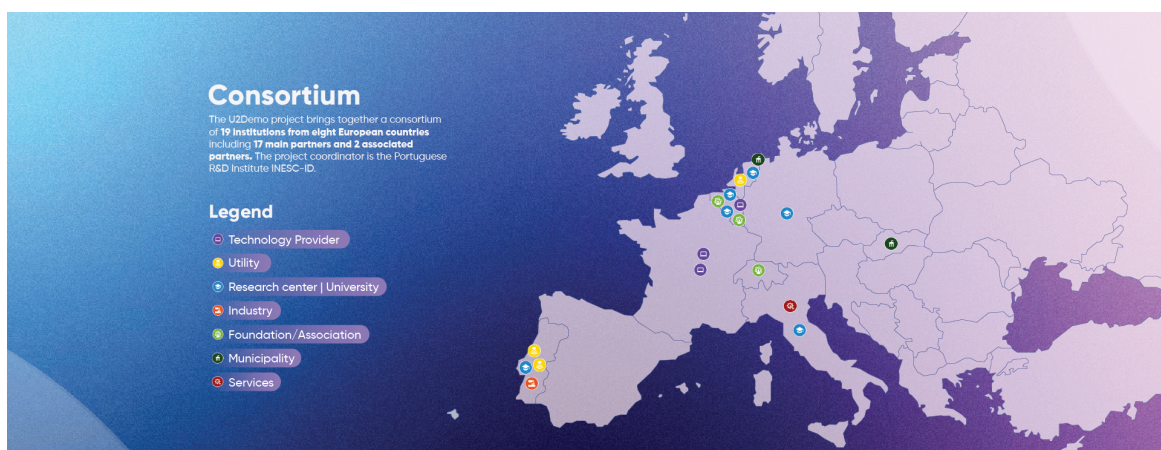 Consortium
The U2Demo project brings together a consortium
of 19 institutions from eight European countries
including 17 main partners and 2 associated
partners. The project coordinator is the Portuguese
R&D Institute INESC-ID.
Legend
Technology Provider
Utility
Research center | University
Industry
Foundation/Association
Municipality
Services